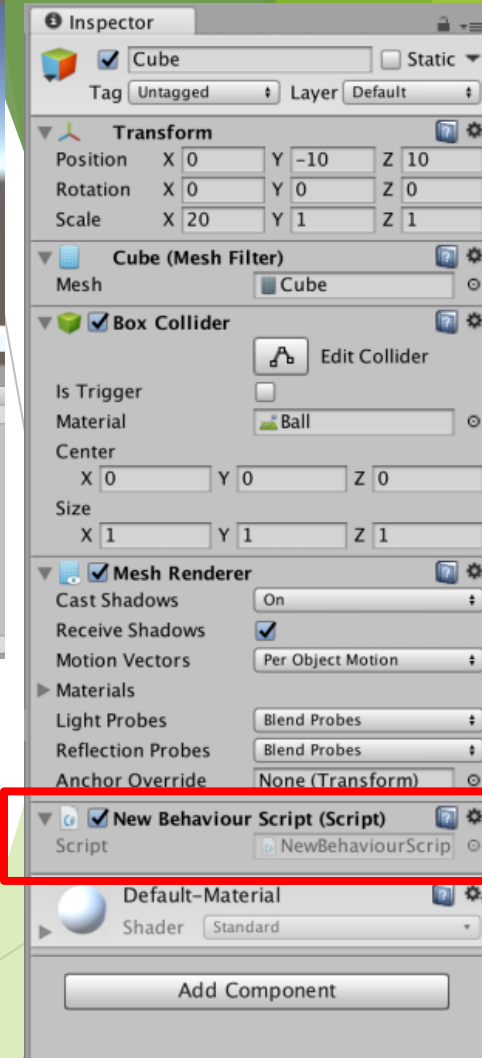 Inspector
Cube Static
Tag Untagged Layer Default
Transform
Position X 0 Y -10 Z 10
Rotation X 0 Y 0 Z 0
Scale X 20 Y 1 Z 1
Cube (Mesh Filter)
Mesh Cube
Box Collider
Edit Collider
Is Trigger
Material Ball
Center
X 0 Y 0 Z 0
Size
X 1 Y 1 Z 1
Mesh Renderer
Cast Shadows On
Receive Shadows
Motion Vectors Per Object Motion
Materials
Light Probes Blend Probes
Reflection Probes Blend Probes
Anchor Override None (Transform)
New Behaviour Script (Script)
Script NewBehaviourScrip
Default-Material
Shader Standard
Add Component